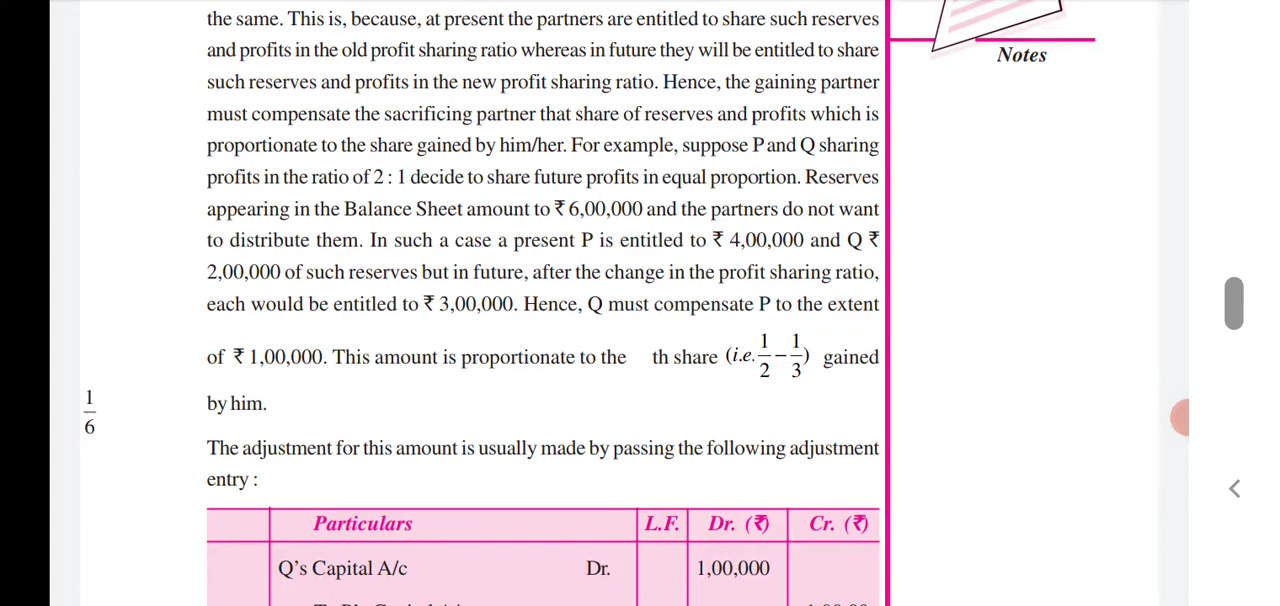 the same. This is, because, at present the partners are entitled to share such reserves
and profits in the old profit sharing ratio whereas in future they will be entitled to share
such reserves and profits in the new profit sharing ratio. Hence, the gaining partner
must compensate the sacrificing partner that share of reserves and profits which is
proportionate to the share gained by him/her. For example, suppose P and Q sharing
profits in the ratio of 2 : 1 decide to share future profits in equal proportion. Reserves
appearing in the Balance Sheet amount to ₹ 6,00,000 and the partners do not want
to distribute them. In such a case a present P is entitled to ₹ 4,00,000 and Q ₹
2,00,000 of such reserves but in future, after the change in the profit sharing ratio,
each would be entitled to ₹ 3,00,000. Hence, Q must compensate P to the extent
of ₹ 1,00,000. This amount is proportionate to the th share (i.e. 1/2 − 1/3) gained
by him.
1/6
The adjustment for this amount is usually made by passing the following adjustment
entry :
Particulars L.F. Dr. (₹) Cr. (₹)
Q's Capital A/c Dr. 1,00,000
Notes